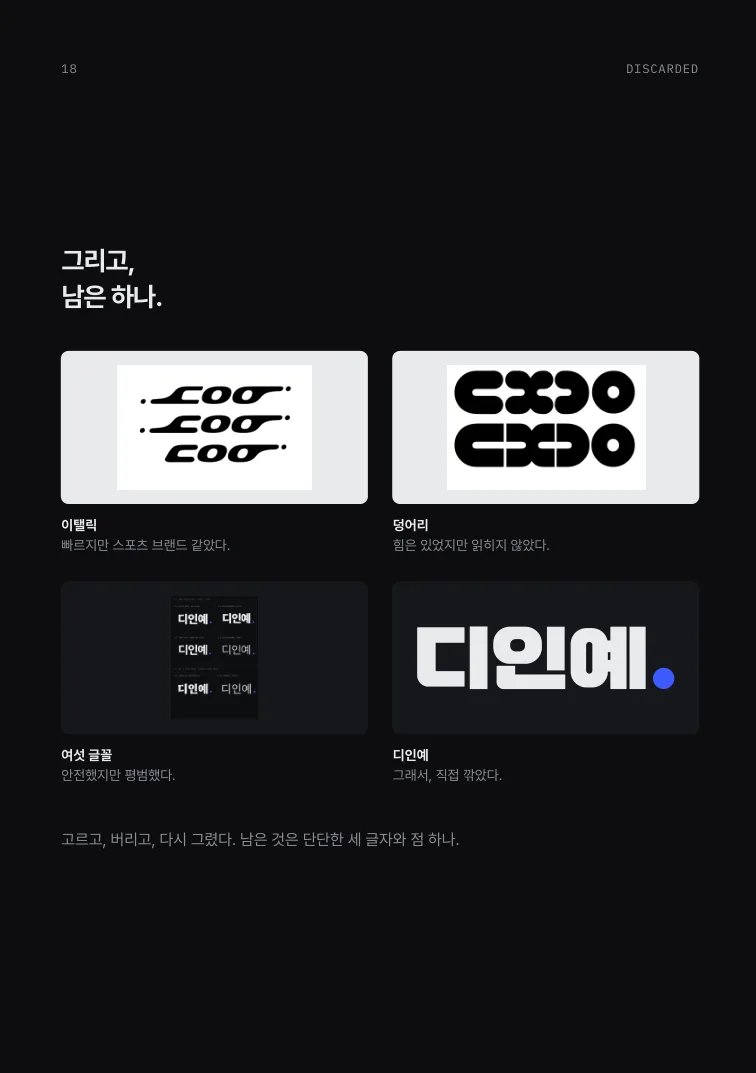 18
DISCARDED
그리고,
남은 하나.
이탤릭
빠르지만 스포츠 브랜드 같았다.
덩어리
힘은 있었지만 읽히지 않았다.
디인예. 디인예.
디인예. 디인예.
디인예. 디인예.
디인예.
여섯 글꼴
안전했지만 평범했다.
디인예
그래서, 직접 깎았다.
고르고, 버리고, 다시 그렸다. 남은 것은 단단한 세 글자와 점 하나.